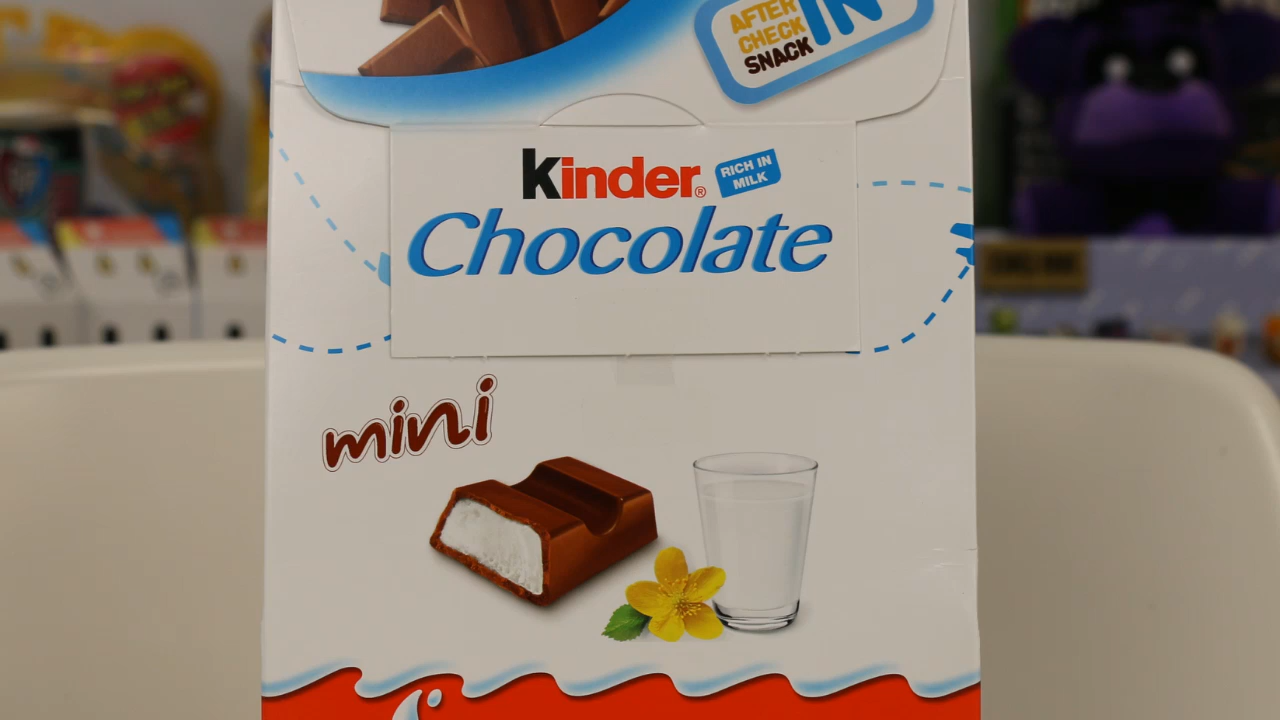 AFTER
CHECK IN
SNACK
kinder®
RICH IN
MILK
Chocolate
mini